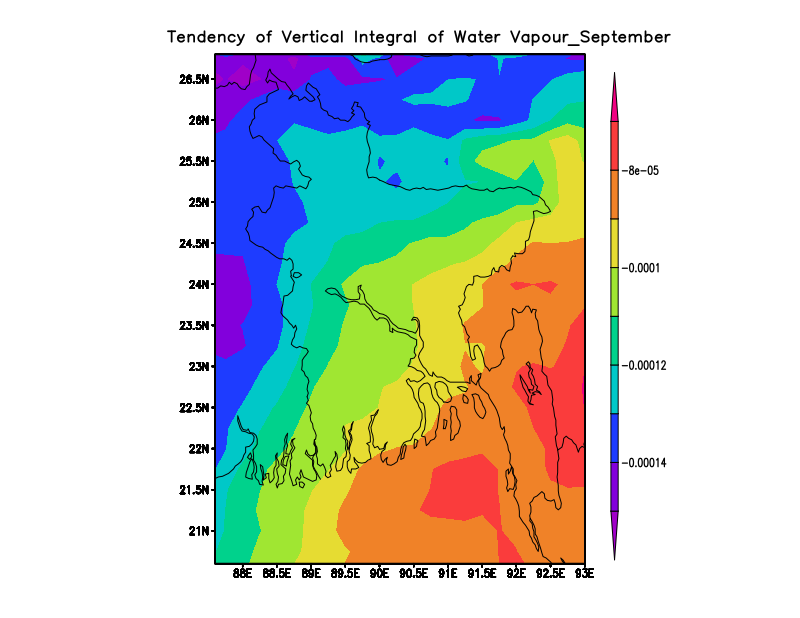 Tendency of Vertical Integral of Water Vapour_September
26.5N
26N
25.5N
25N
24.5N
24N
23.5N
23N
22.5N
22N
21.5N
21N
88E 88.5E 89E 89.5E 90E 90.5E 91E 91.5E 92E 92.5E 93E
-8e-05
-0.0001
-0.00012
-0.00014